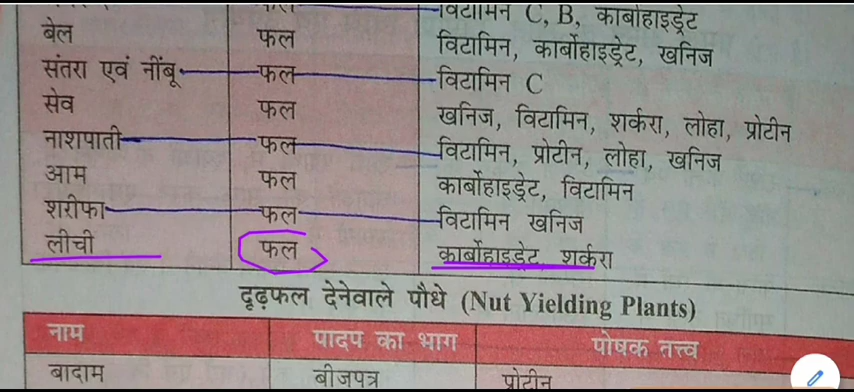 विटामिन C, B, कार्बोहाइड्रेट
बेल फल विटामिन, कार्बोहाइड्रेट, खनिज
संतरा एवं नींबू फल विटामिन C
सेव फल खनिज, विटामिन, शर्करा, लोहा, प्रोटीन
नाशपाती फल विटामिन, प्रोटीन, लोहा, खनिज
आम फल कार्बोहाइड्रेट, विटामिन
शरीफा फल विटामिन खनिज
लीची फल कार्बोहाइड्रेट, शर्करा
दृढ़फल देनेवाले पौधे (Nut Yielding Plants)
नाम पादप का भाग पोषक तत्त्व
बादाम बीजपत्र प्रोटीन